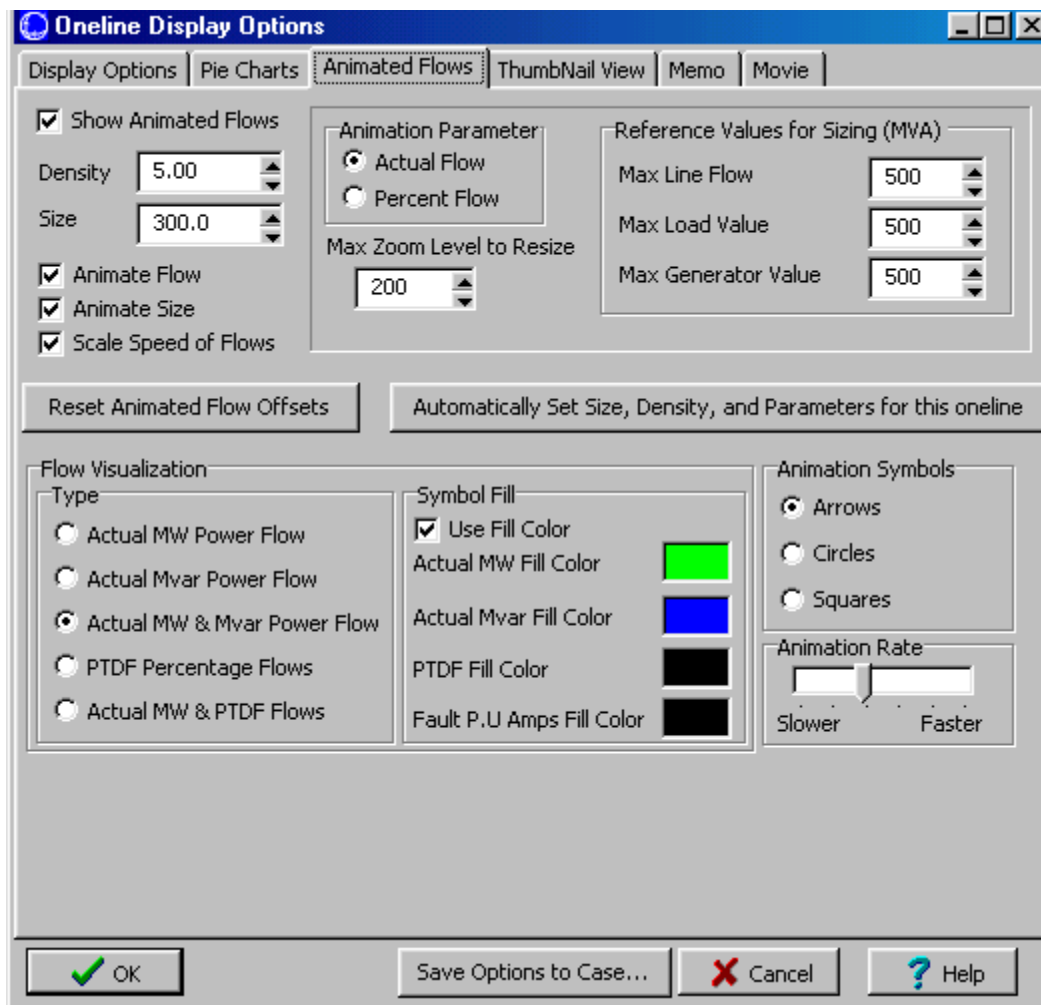 Oneline Display Options
Display Options
Pie Charts
Animated Flows
ThumbNail View
Memo
Movie
Show Animated Flows
Density
5.00
Size
300.0
Animate Flow
Animate Size
Scale Speed of Flows
Animation Parameter
Actual Flow
Percent Flow
Max Zoom Level to Resize
200
Reference Values for Sizing (MVA)
Max Line Flow
500
Max Load Value
500
Max Generator Value
500
Reset Animated Flow Offsets
Automatically Set Size, Density, and Parameters for this oneline
Flow Visualization
Type
Actual MW Power Flow
Actual Mvar Power Flow
Actual MW & Mvar Power Flow
PTDF Percentage Flows
Actual MW & PTDF Flows
Symbol Fill
Use Fill Color
Actual MW Fill Color
Actual Mvar Fill Color
PTDF Fill Color
Fault P.U Amps Fill Color
Animation Symbols
Arrows
Circles
Squares
Animation Rate
Slower
Faster
OK
Save Options to Case...
Cancel
? Help